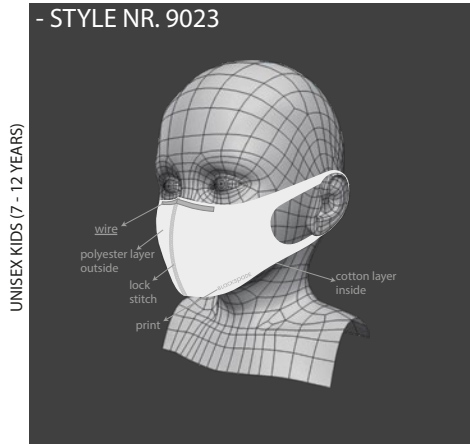 - STYLE NR. 9023
UNISEX KIDS (7 - 12 YEARS)
wire
polyester layer
outside
lock
stitch
print
cotton layer
inside